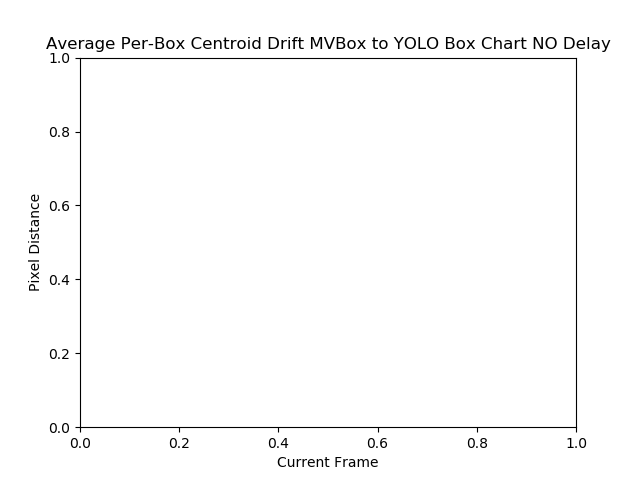 Average Per-Box Centroid Drift MVBox to YOLO Box Chart NO Delay
1.0
0.8
0.6
0.4
0.2
0.0
Pixel Distance
0.0 0.2 0.4 0.6 0.8 1.0
Current Frame